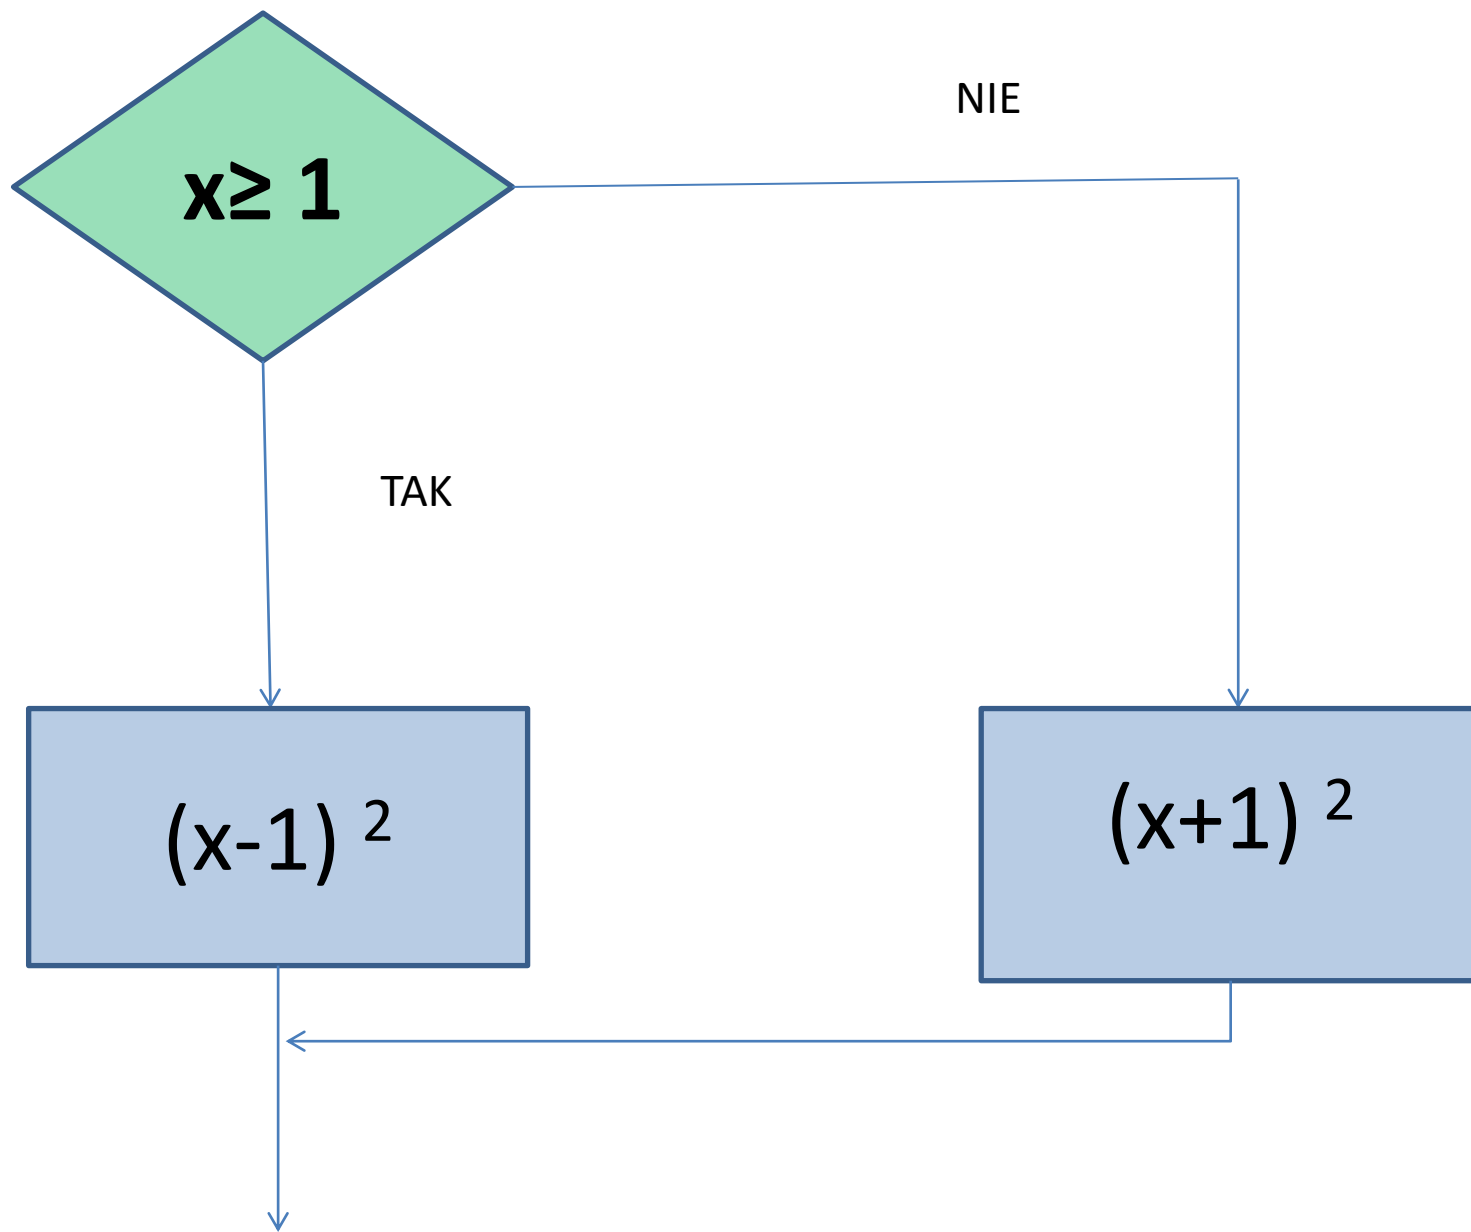 NIE
x≥ 1
TAK
(x-1) ²
(x+1) ²